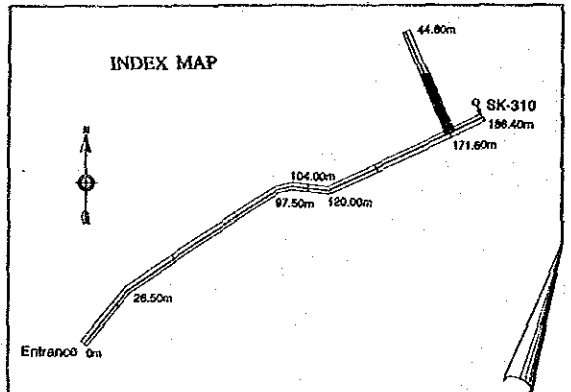 44.80m
INDEX MAP
SK-310
186.40m
171.60m
N
104.00m
97.50m
120.00m
S
26.50m
Entrance 0m